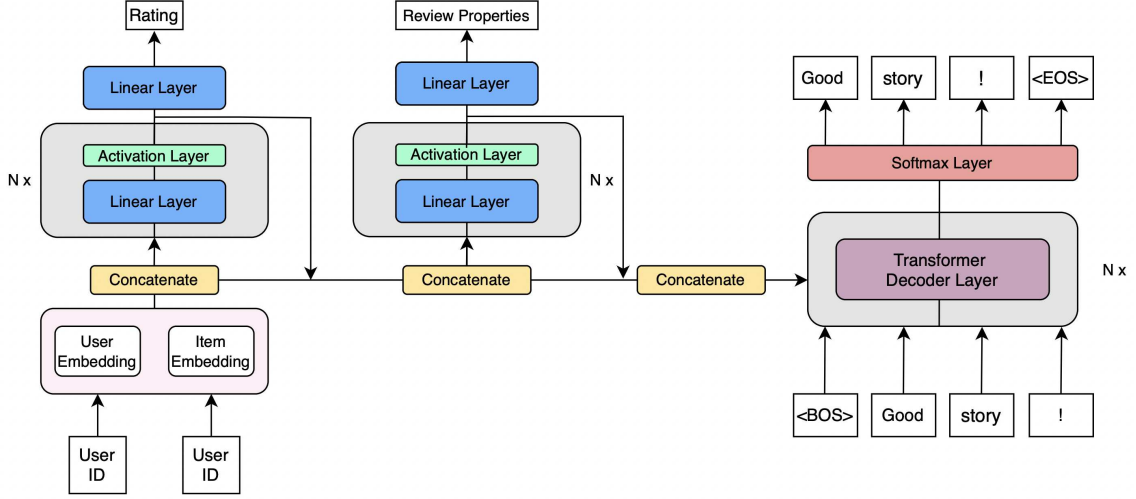 Rating
Review Properties
Linear Layer
Linear Layer
Good
story
!
<EOS>
Activation Layer
Activation Layer
Softmax Layer
N x
Linear Layer
Linear Layer
N x
Transformer
Decoder Layer
N x
Concatenate
Concatenate
Concatenate
User
Embedding
Item
Embedding
<BOS>
Good
story
!
User
ID
User
ID